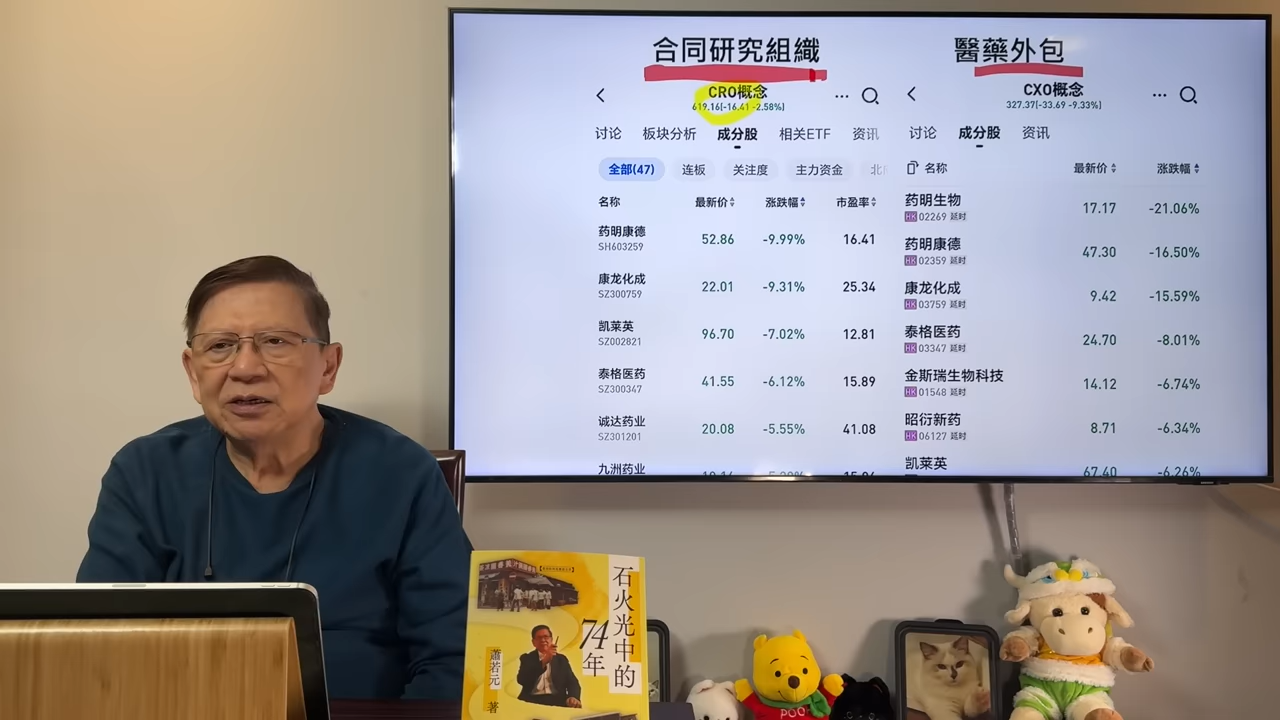 合同研究組織
醫藥外包
CRO概念
619.16(-16.41 -2.58%)
讨论 板块分析 成分股 相关ETF 资讯
全部(47) 连板 关注度 主力资金
名称 最新价 涨跌幅 市盈率
药明康德 52.86 -9.99% 16.41
SH603259
康龙化成 22.01 -9.31% 25.34
SZ300759
凯莱英 96.70 -7.02% 12.81
SZ002821
泰格医药 41.55 -6.12% 15.89
SZ300347
诚达药业 20.08 -5.55% 41.08
SZ301201
九洲药业
CXO概念
327.37(-33.69 -9.33%)
讨论 成分股 资讯
名称 最新价 涨跌幅
药明生物 17.17 -21.06%
HK 02269 延时
药明康德 47.30 -16.50%
HK 02359 延时
康龙化成 9.42 -15.59%
HK 03759 延时
泰格医药 24.70 -8.01%
HK 03347 延时
金斯瑞生物科技 14.12 -6.74%
HK 01548 延时
昭衍新药 8.71 -6.34%
HK 06127 延时
凯莱英 67.40 -6.26%
石火光中的
74年
蕭若元 著
POOH